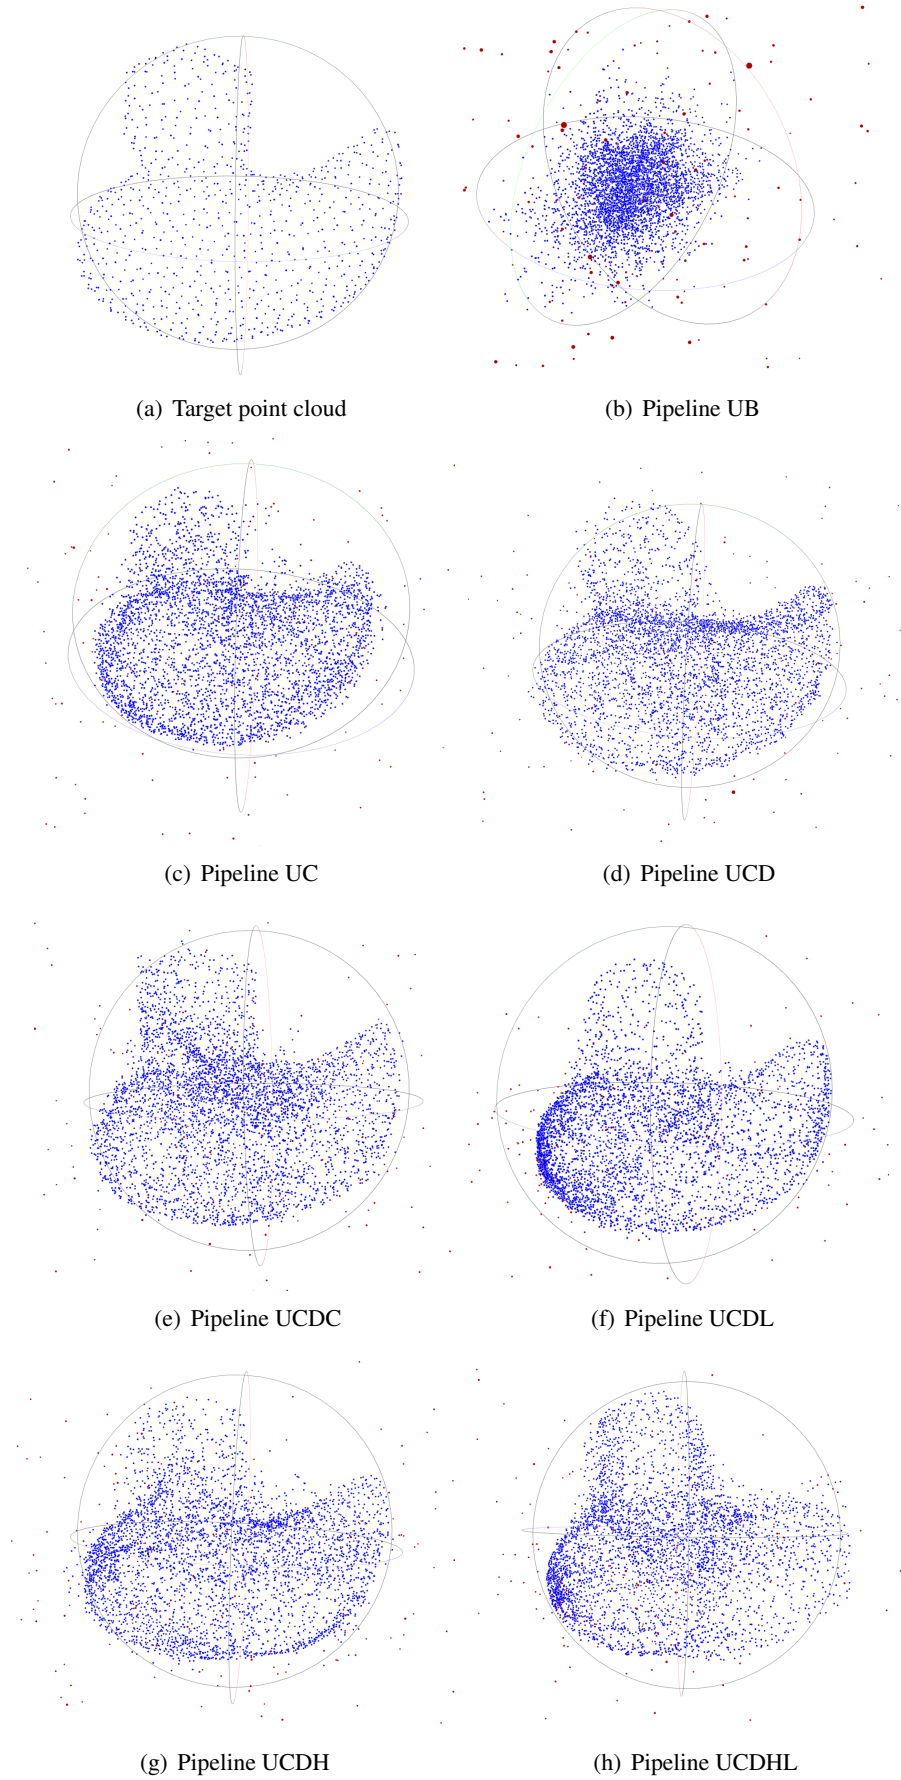 (a) Target point cloud
(b) Pipeline UB
(c) Pipeline UC
(d) Pipeline UCD
(e) Pipeline UCDC
(f) Pipeline UCDL
(g) Pipeline UCDH
(h) Pipeline UCDHL